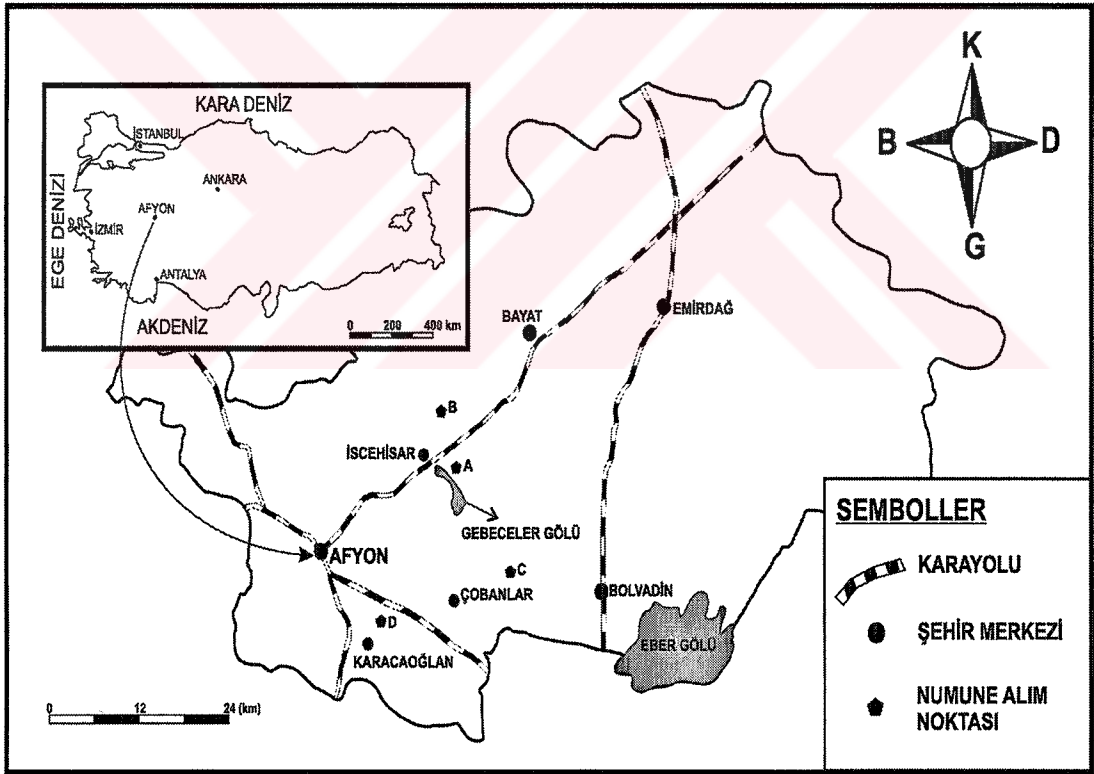 KARA DENİZ
İSTANBUL
ANKARA
EGE DENİZİ
AFYON
İZMİR
ANTALYA
AKDENİZ
0 200 400 km
K
B
D
G
BAYAT
EMİRDAĞ
B
İSCEHİSAR
A
GEBECELER GÖLÜ
AFYON
C
ÇOBANLAR
BOLVADİN
D
KARACAOĞLAN
EBER GÖLÜ
0 12 24 (km)
SEMBOLLER
KARAYOLU
ŞEHİR MERKEZİ
NUMUNE ALIM
NOKTASI